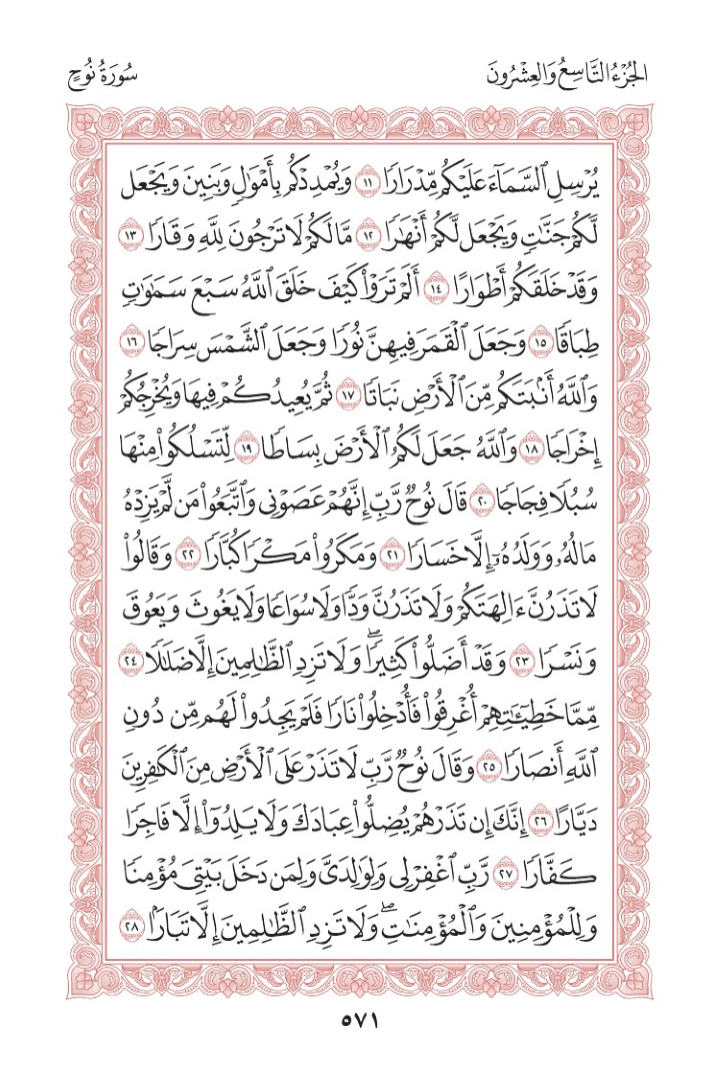 الجُزْءُ التَّاسِعُ وَالعِشْرُونَ
سُورَةُ نُوحٍ
يُرْسِلِ ٱلسَّمَآءَ عَلَيْكُم مِّدْرَارًا ١١ وَيُمْدِدْكُم بِأَمْوَٰلٍ وَبَنِينَ وَيَجْعَل
لَّكُمْ جَنَّـٰتٍ وَيَجْعَل لَّكُمْ أَنْهَـٰرًا ١٢ مَّا لَكُمْ لَا تَرْجُونَ لِلَّهِ وَقَارًا ١٣
وَقَدْ خَلَقَكُمْ أَطْوَارًا ١٤ أَلَمْ تَرَوْا۟ كَيْفَ خَلَقَ ٱللَّهُ سَبْعَ سَمَـٰوَٰتٍ
طِبَاقًا ١٥ وَجَعَلَ ٱلْقَمَرَ فِيهِنَّ نُورًا وَجَعَلَ ٱلشَّمْسَ سِرَاجًا ١٦
وَٱللَّهُ أَنۢبَتَكُم مِّنَ ٱلْأَرْضِ نَبَاتًا ١٧ ثُمَّ يُعِيدُكُمْ فِيهَا وَيُخْرِجُكُمْ
إِخْرَاجًا ١٨ وَٱللَّهُ جَعَلَ لَكُمُ ٱلْأَرْضَ بِسَاطًا ١٩ لِّتَسْلُكُوا۟ مِنْهَا
سُبُلًا فِجَاجًا ٢٠ قَالَ نُوحٌ رَّبِّ إِنَّهُمْ عَصَوْنِى وَٱتَّبَعُوا۟ مَن لَّمْ يَزِدْهُ
مَالُهُۥ وَوَلَدُهُۥٓ إِلَّا خَسَارًا ٢١ وَمَكَرُوا۟ مَكْرًا كُبَّارًا ٢٢ وَقَالُوا۟
لَا تَذَرُنَّ ءَالِهَتَكُمْ وَلَا تَذَرُنَّ وَدًّا وَلَا سُوَاعًا وَلَا يَغُوثَ وَيَعُوقَ
وَنَسْرًا ٢٣ وَقَدْ أَضَلُّوا۟ كَثِيرًا ۖ وَلَا تَزِدِ ٱلظَّـٰلِمِينَ إِلَّا ضَلَـٰلًا ٢٤
مِّمَّا خَطِيٓـَٔـٰتِهِمْ أُغْرِقُوا۟ فَأُدْخِلُوا۟ نَارًا فَلَمْ يَجِدُوا۟ لَهُم مِّن دُونِ
ٱللَّهِ أَنصَارًا ٢٥ وَقَالَ نُوحٌ رَّبِّ لَا تَذَرْ عَلَى ٱلْأَرْضِ مِنَ ٱلْكَـٰفِرِينَ
دَيَّارًا ٢٦ إِنَّكَ إِن تَذَرْهُمْ يُضِلُّوا۟ عِبَادَكَ وَلَا يَلِدُوٓا۟ إِلَّا فَاجِرًا
كَفَّارًا ٢٧ رَّبِّ ٱغْفِرْ لِى وَلِوَٰلِدَىَّ وَلِمَن دَخَلَ بَيْتِىَ مُؤْمِنًا
وَلِلْمُؤْمِنِينَ وَٱلْمُؤْمِنَـٰتِ ۖ وَلَا تَزِدِ ٱلظَّـٰلِمِينَ إِلَّا تَبَارًۢا ٢٨
٥٧١